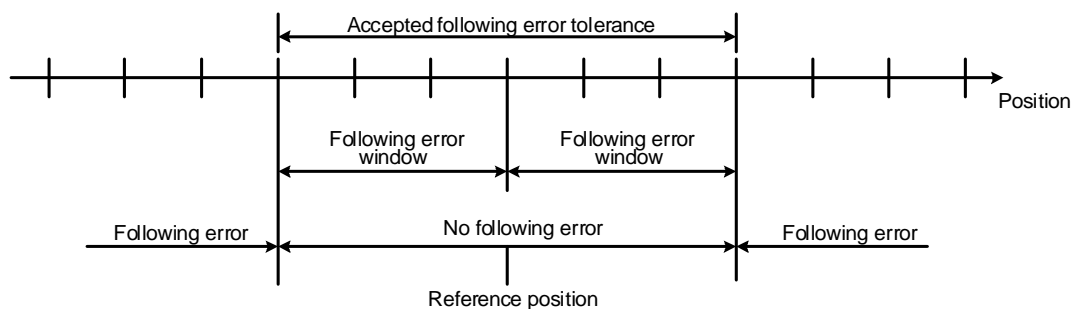 Accepted following error tolerance
Position
Following error
window
Following error
window
Following error
No following error
Following error
Reference position